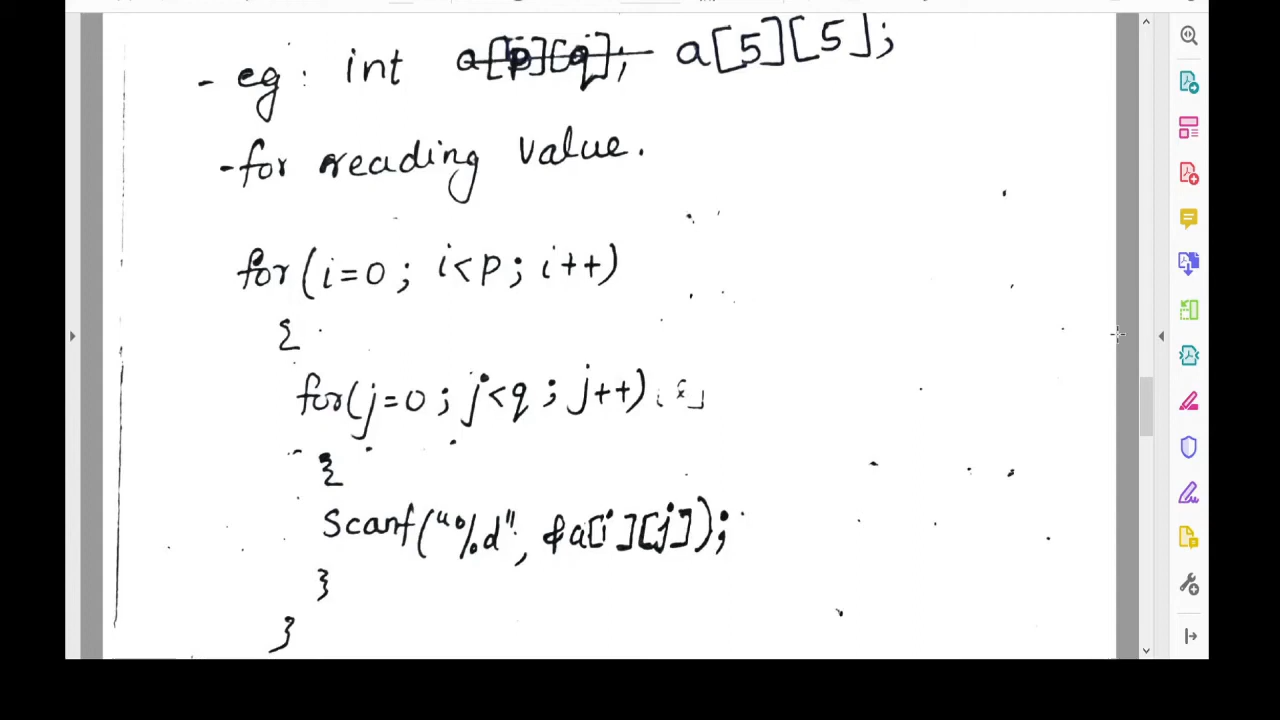 - eg : int a[p][q]; a[5][5];
- for reading value.
for(i=0; i<p; i++)
{
for(j=0; j<q; j++)
{
Scanf("%d", &a[i][j]);
}
}